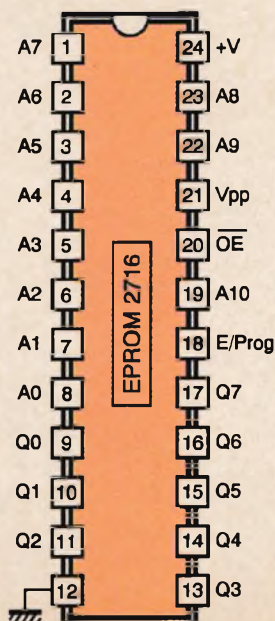 A7 1 24 +V
A6 2 23 A8
A5 3 22 A9
A4 4 21 Vpp
A3 5 20 OE
A2 6 19 A10
A1 7 18 E/Prog
A0 8 17 Q7
Q0 9 16 Q6
Q1 10 15 Q5
Q2 11 14 Q4
12 13 Q3
EPROM 2716